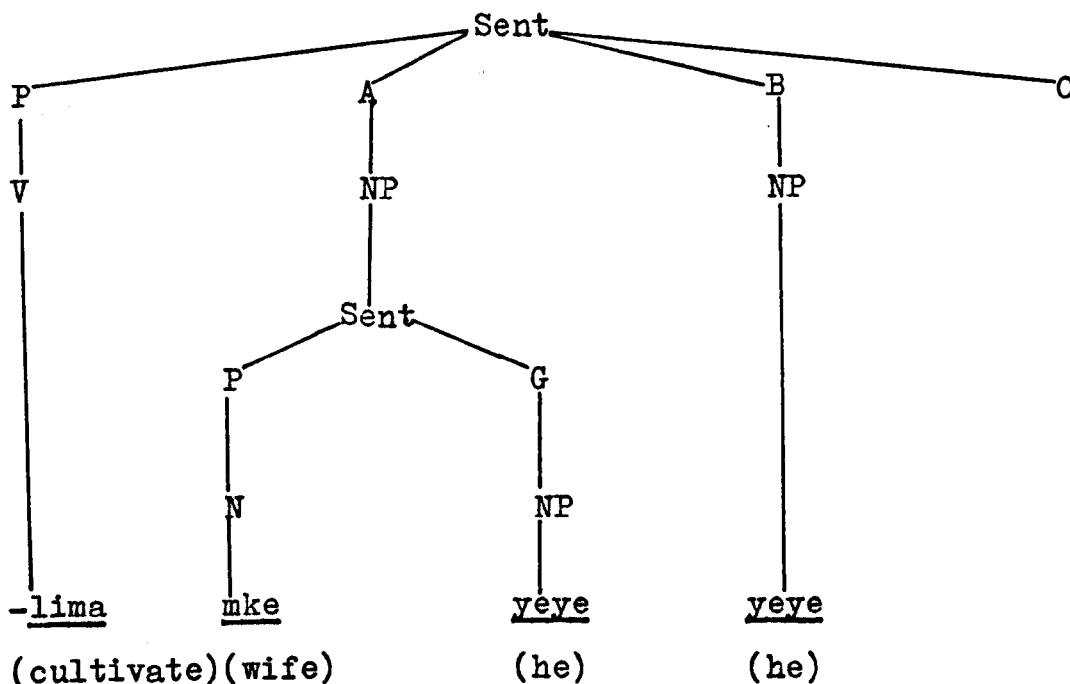 Sent
P A B C
V NP NP
Sent
P G
N NP
-lima mke yeye yeye
(cultivate) (wife) (he) (he)